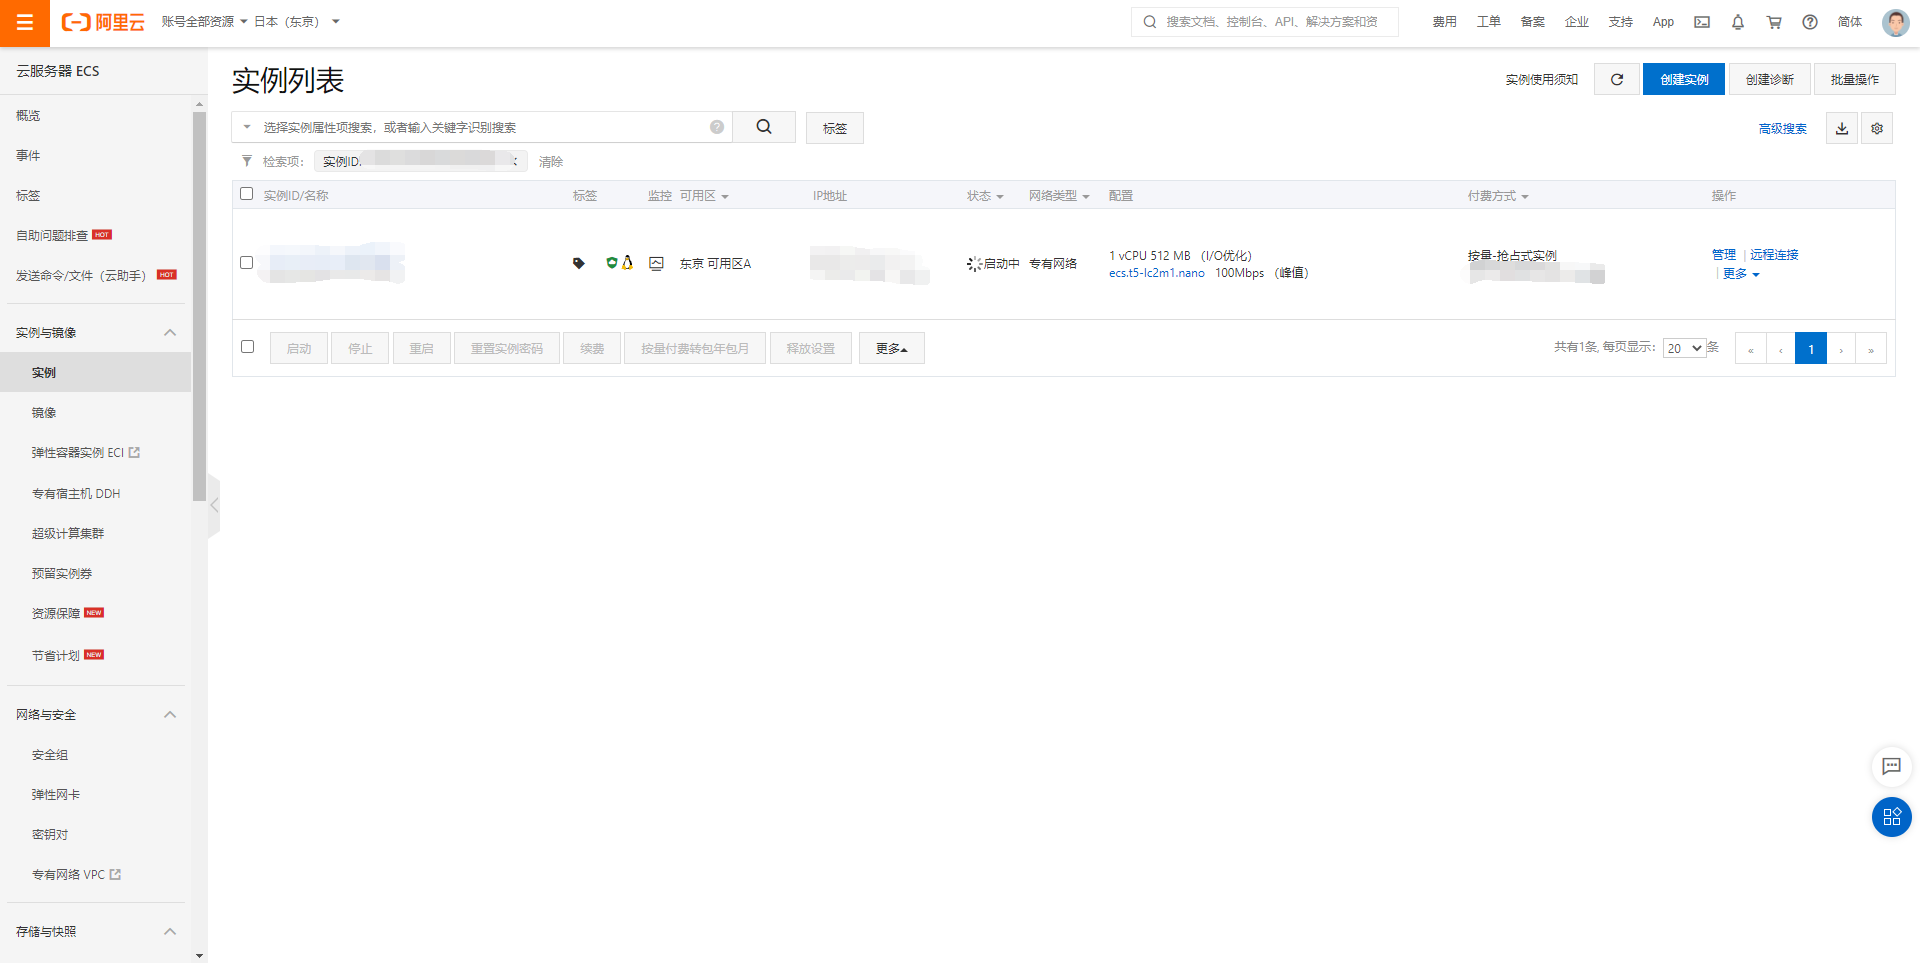 阿里云 账号全部资源 日本（东京） 搜索文档、控制台、API、解决方案和资 费用 工单 备案 企业 支持 App 简体
云服务器 ECS
概览
事件
标签
自助问题排查 HOT
发送命令/文件（云助手） HOT
实例与镜像
实例
镜像
弹性容器实例 ECI
专有宿主机 DDH
超级计算集群
预留实例券
资源保障 NEW
节省计划 NEW
网络与安全
安全组
弹性网卡
密钥对
专有网络 VPC
存储与快照
实例列表 实例使用须知 创建实例 创建诊断 批量操作
选择实例属性项搜索，或者输入关键字识别搜索 标签 高级搜索
检索项： 实例ID: 清除
实例ID/名称 标签 监控 可用区 IP地址 状态 网络类型 配置 付费方式 操作
东京 可用区A 启动中 专有网络 1 vCPU 512 MB （I/O优化） 按量-抢占式实例 管理 | 远程连接
ecs.t5-lc2m1.nano 100Mbps （峰值） | 更多
启动 停止 重启 重置实例密码 续费 按量付费转包年包月 释放设置 更多 共有1条, 每页显示： 20 条 « ‹ 1 › »